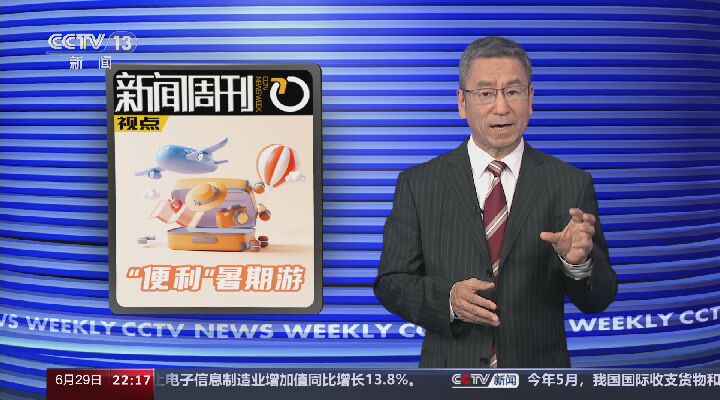 CCTV 13
新闻
新闻周刊
CCTV
NEWS WEEK
视点
“便利”暑期游
WS WEEKLY CCTV NEWS WEEKLY CC
WEEKLY CCTV
6月29日 22:17 电子信息制造业增加值同比增长13.8%。 CCTV 新闻 今年5月，我国国际收支货物和